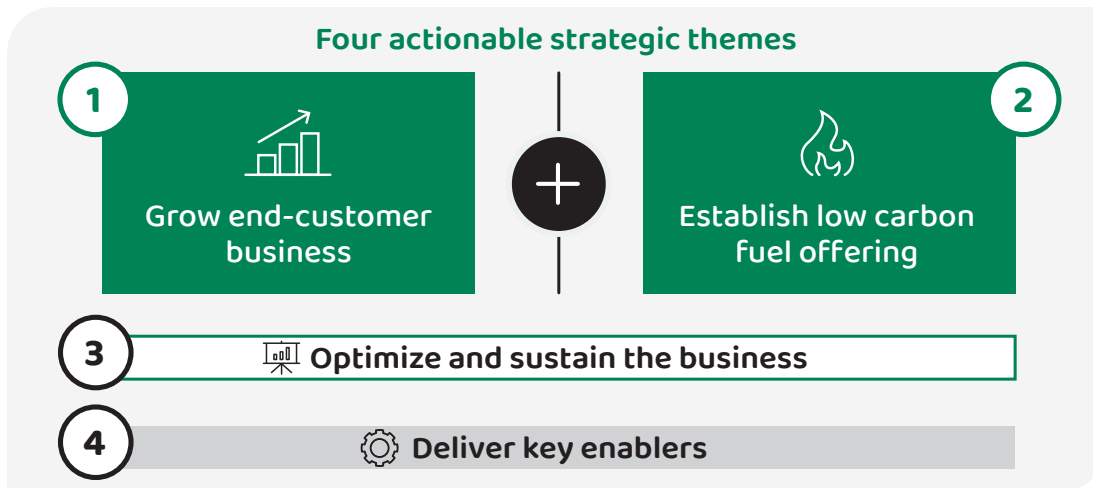 Four actionable strategic themes
1
Grow end-customer
business
2
Establish low carbon
fuel offering
3
Optimize and sustain the business
4
Deliver key enablers